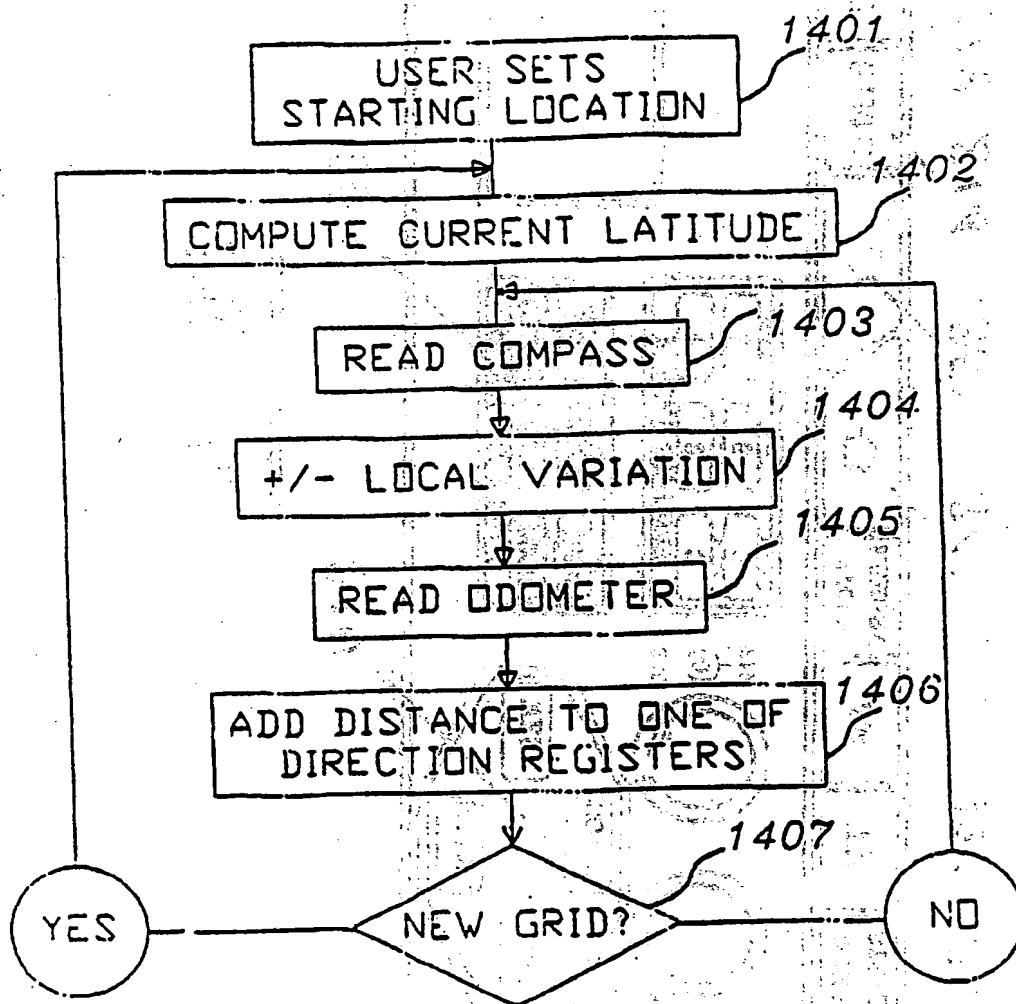 1401
USER SETS
STARTING LOCATION
1402
COMPUTE CURRENT LATITUDE
1403
READ COMPASS
1404
+/- LOCAL VARIATION
1405
READ ODOMETER
1406
ADD DISTANCE TO ONE OF
DIRECTION REGISTERS
1407
YES
NEW GRID?
NO